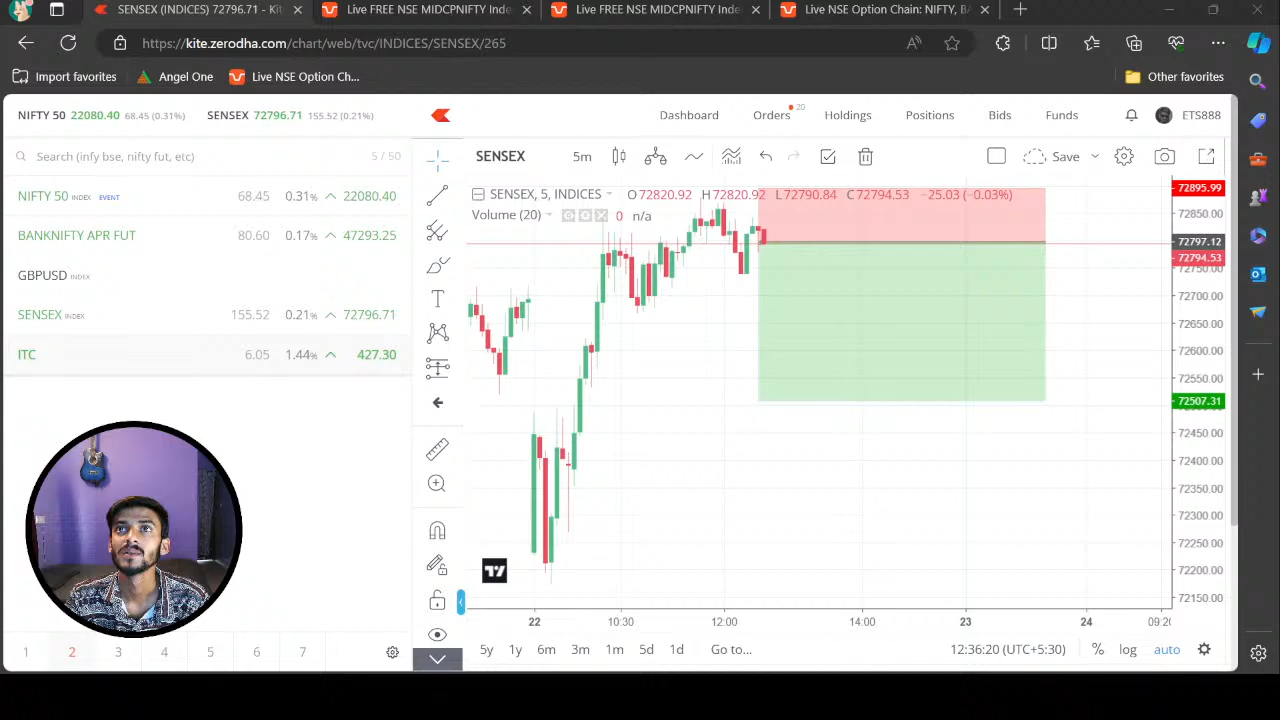 SENSEX (INDICES) 72796.71 - Kit
Live FREE NSE MIDCPNIFTY Inde
Live FREE NSE MIDCPNIFTY Inde
Live NSE Option Chain: NIFTY, BA
https://kite.zerodha.com/chart/web/tvc/INDICES/SENSEX/265
Import favorites
Angel One
Live NSE Option Ch...
Other favorites
NIFTY 50 22080.40 68.45 (0.31%)
SENSEX 72796.71 155.52 (0.21%)
Dashboard
Orders
20
Holdings
Positions
Bids
Funds
ETS888
Search (infy bse, nifty fut, etc)
5 / 50
NIFTY 50 INDEX EVENT 68.45 0.31% 22080.40
BANKNIFTY APR FUT 80.60 0.17% 47293.25
GBPUSD INDEX
SENSEX INDEX 155.52 0.21% 72796.71
ITC 6.05 1.44% 427.30
1 2 3 4 5 6 7
SENSEX
5m
Save
SENSEX, 5, INDICES O72820.92 H72820.92 L72790.84 C72794.53 −25.03 (−0.03%)
Volume (20) 0 n/a
T
72895.99
72850.00
72797.12
72794.53
72750.00
72700.00
72650.00
72600.00
72550.00
72507.31
72450.00
72400.00
72350.00
72300.00
72250.00
72200.00
72150.00
22 10:30 12:00 14:00 23 24 09:20
5y 1y 6m 3m 1m 5d 1d Go to...
12:36:20 (UTC+5:30) % log auto